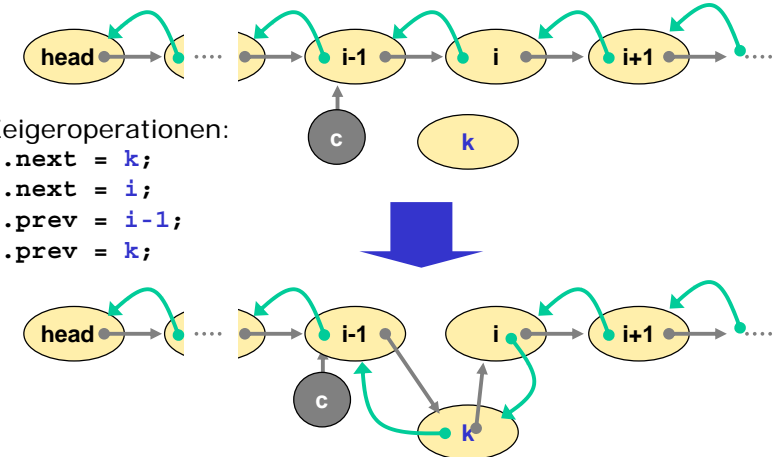 head ···· i-1 i i+1 ····
eigeroperationen:
c k
.next = k;
.next = i;
.prev = i-1;
.prev = k;
head ···· i-1 i i+1 ····
c
k